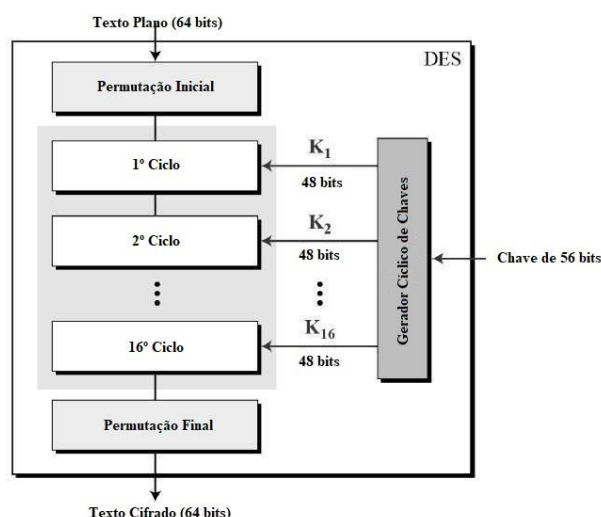 Texto Plano (64 bits)
DES
Permutação Inicial
1º Ciclo
K1
48 bits
2º Ciclo
K2
48 bits
Gerador Cíclico de Chaves
Chave de 56 bits
16º Ciclo
K16
48 bits
Permutação Final
Texto Cifrado (64 bits)